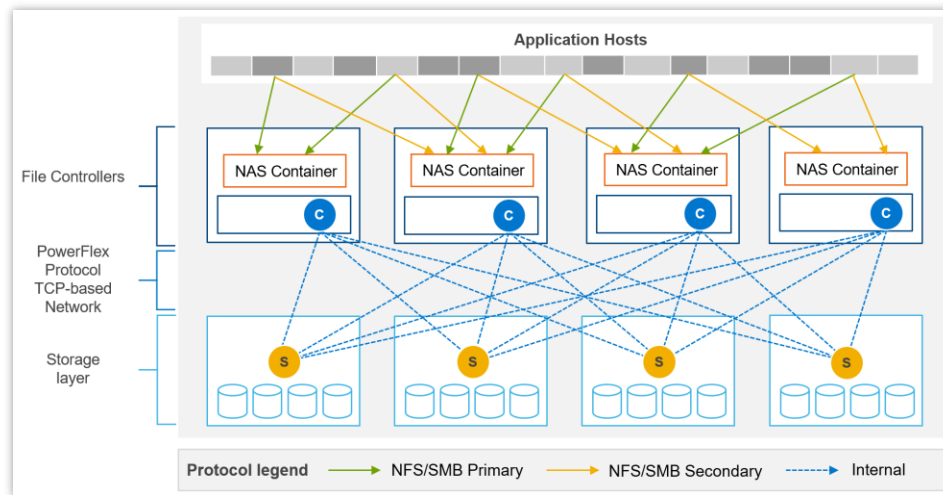 Application Hosts
File Controllers
NAS Container
NAS Container
NAS Container
NAS Container
C
C
C
C
PowerFlex
Protocol
TCP-based
Network
Storage
layer
S
S
S
S
Protocol legend
NFS/SMB Primary
NFS/SMB Secondary
Internal